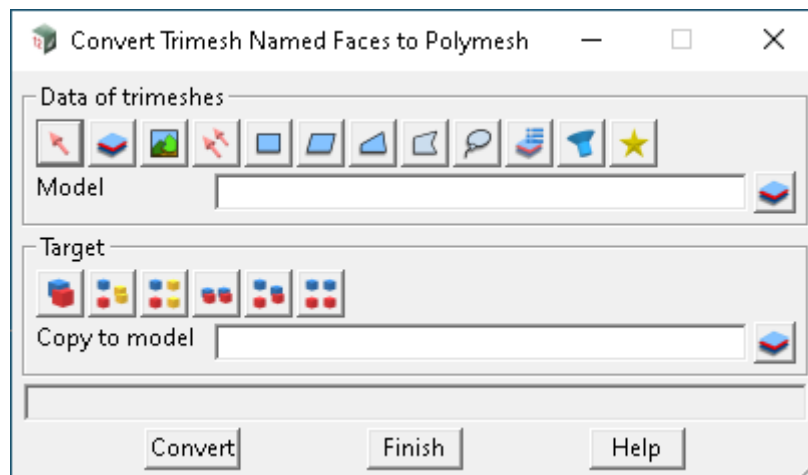 Convert Trimesh Named Faces to Polymesh
Data of trimeshes
Model
Target
Copy to model
Convert Finish Help